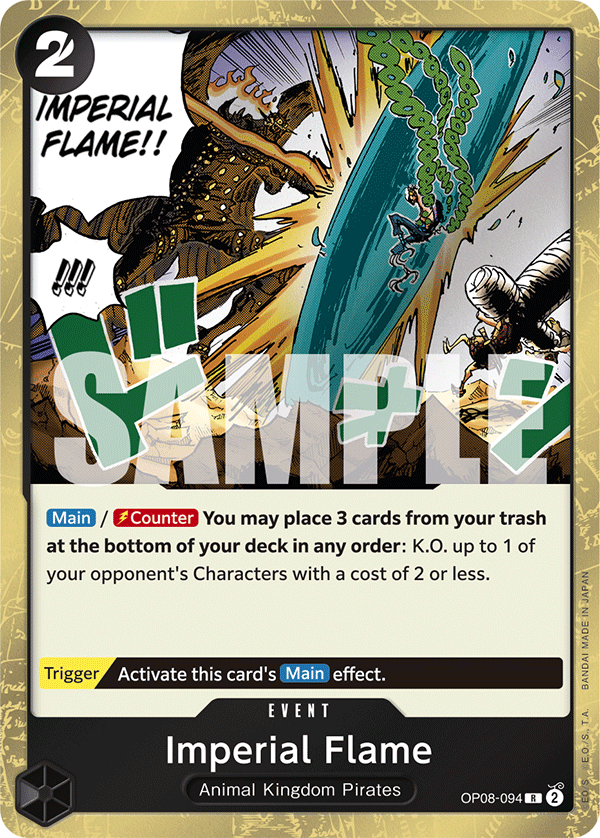 2
IMPERIAL
FLAME!!
!!!
SAMPLE
Main / Counter You may place 3 cards from your trash
at the bottom of your deck in any order: K.O. up to 1 of
your opponent's Characters with a cost of 2 or less.
Trigger Activate this card's Main effect.
EVENT
Imperial Flame
Animal Kingdom Pirates
OP08-094 R 2
BANDAI MADE IN JAPAN